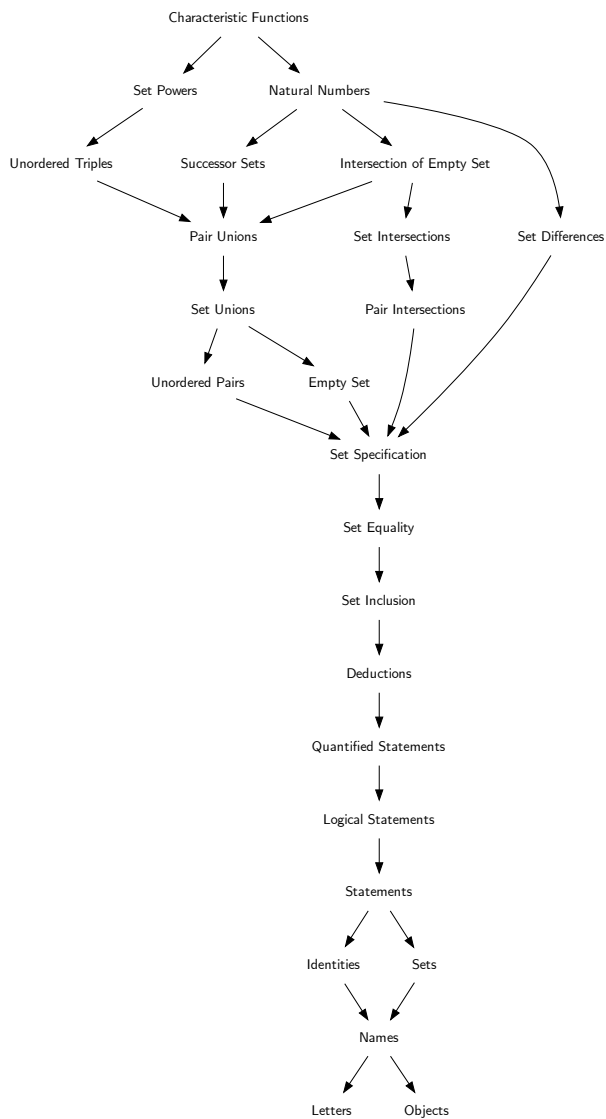 Characteristic Functions
Set Powers
Natural Numbers
Unordered Triples
Successor Sets
Intersection of Empty Set
Pair Unions
Set Intersections
Set Differences
Set Unions
Pair Intersections
Unordered Pairs
Empty Set
Set Specification
Set Equality
Set Inclusion
Deductions
Quantified Statements
Logical Statements
Statements
Identities
Sets
Names
Letters
Objects